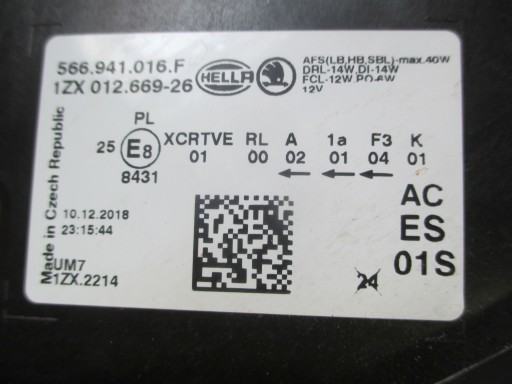 566.941.016.F
1ZX 012.669-26
HELLA
AFS(LB,HB,SBL)-max.40W
DRL-14W,DI-14W
FCL-12W,PO-6W
12V
PL
25 E8 XCRTVE RL A 1a F3 K
01 00 02 01 04 01
8431
Made in Czech Republic
10.12.2018
23:15:44
UM7
1ZX.2214
AC
ES
01S
24